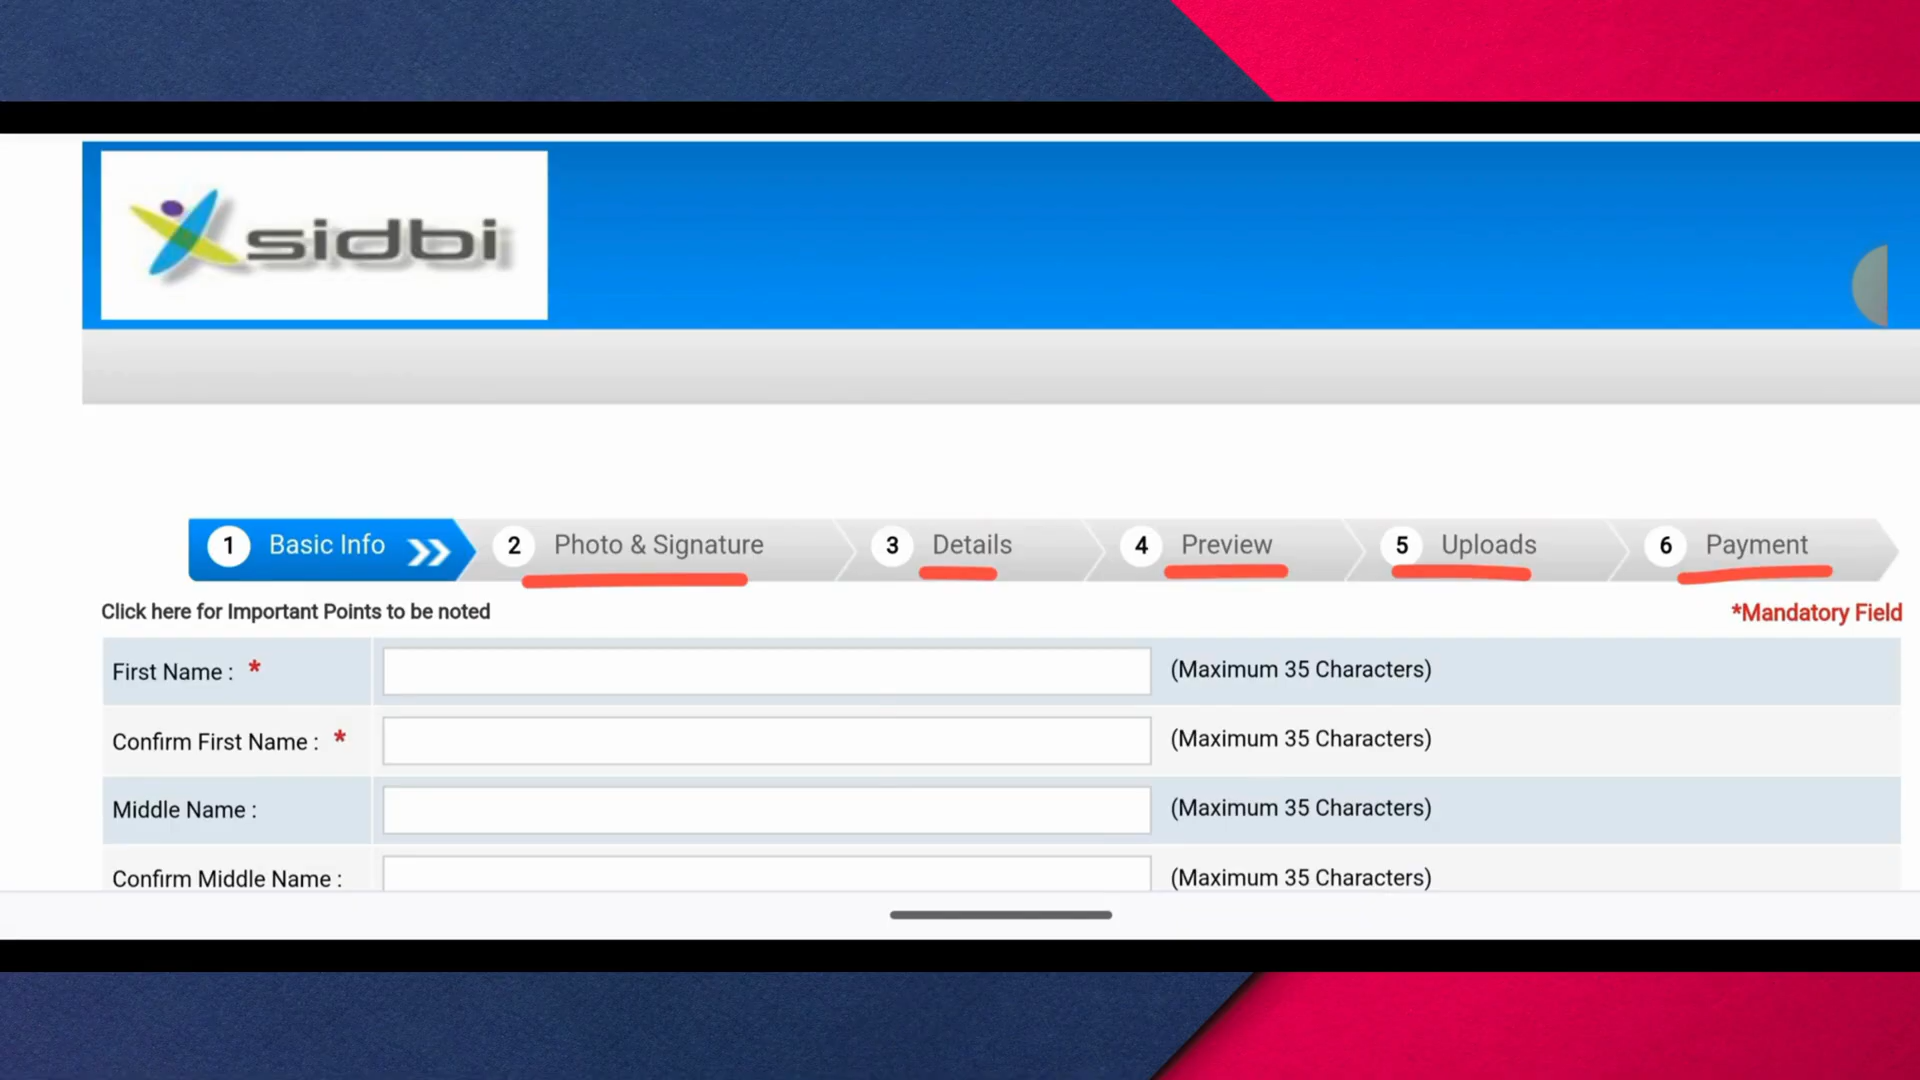 sidbi
1 Basic Info 2 Photo & Signature 3 Details 4 Preview 5 Uploads 6 Payment
Click here for Important Points to be noted *Mandatory Field
First Name : * (Maximum 35 Characters)
Confirm First Name : * (Maximum 35 Characters)
Middle Name : (Maximum 35 Characters)
Confirm Middle Name : (Maximum 35 Characters)